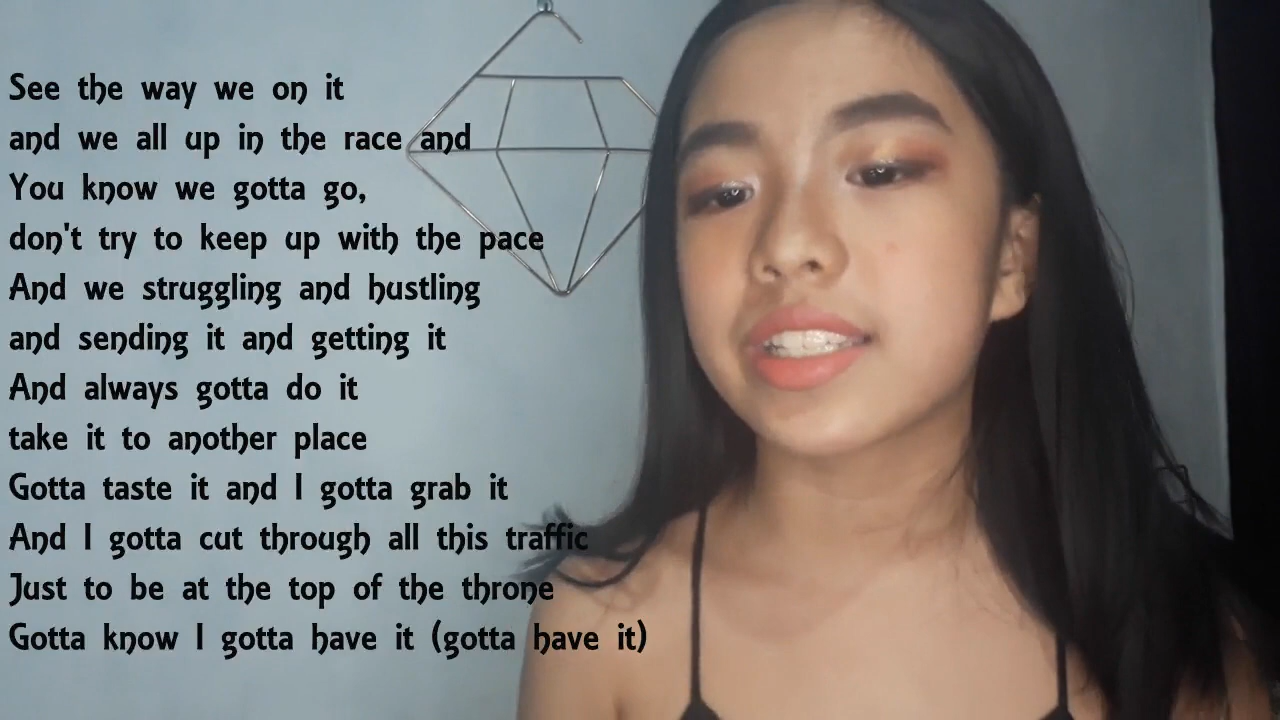 See the way we on it
and we all up in the race and
You know we gotta go,
don't try to keep up with the pace
And we struggling and hustling
and sending it and getting it
And always gotta do it
take it to another place
Gotta taste it and I gotta grab it
And I gotta cut through all this traffic
Just to be at the top of the throne
Gotta know I gotta have it (gotta have it)